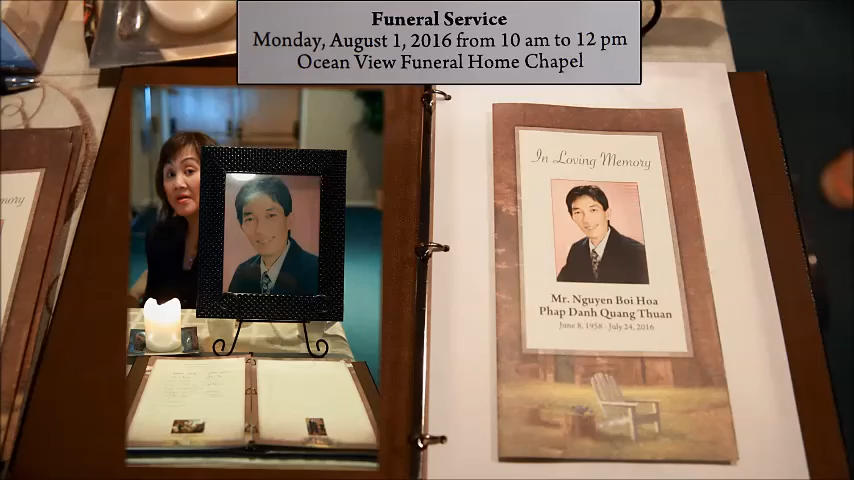 Funeral Service
Monday, August 1, 2016 from 10 am to 12 pm
Ocean View Funeral Home Chapel
In Loving Memory
Mr. Nguyen Boi Hoa
Phap Danh Quang Thuan
June 8, 1958 - July 24, 2016